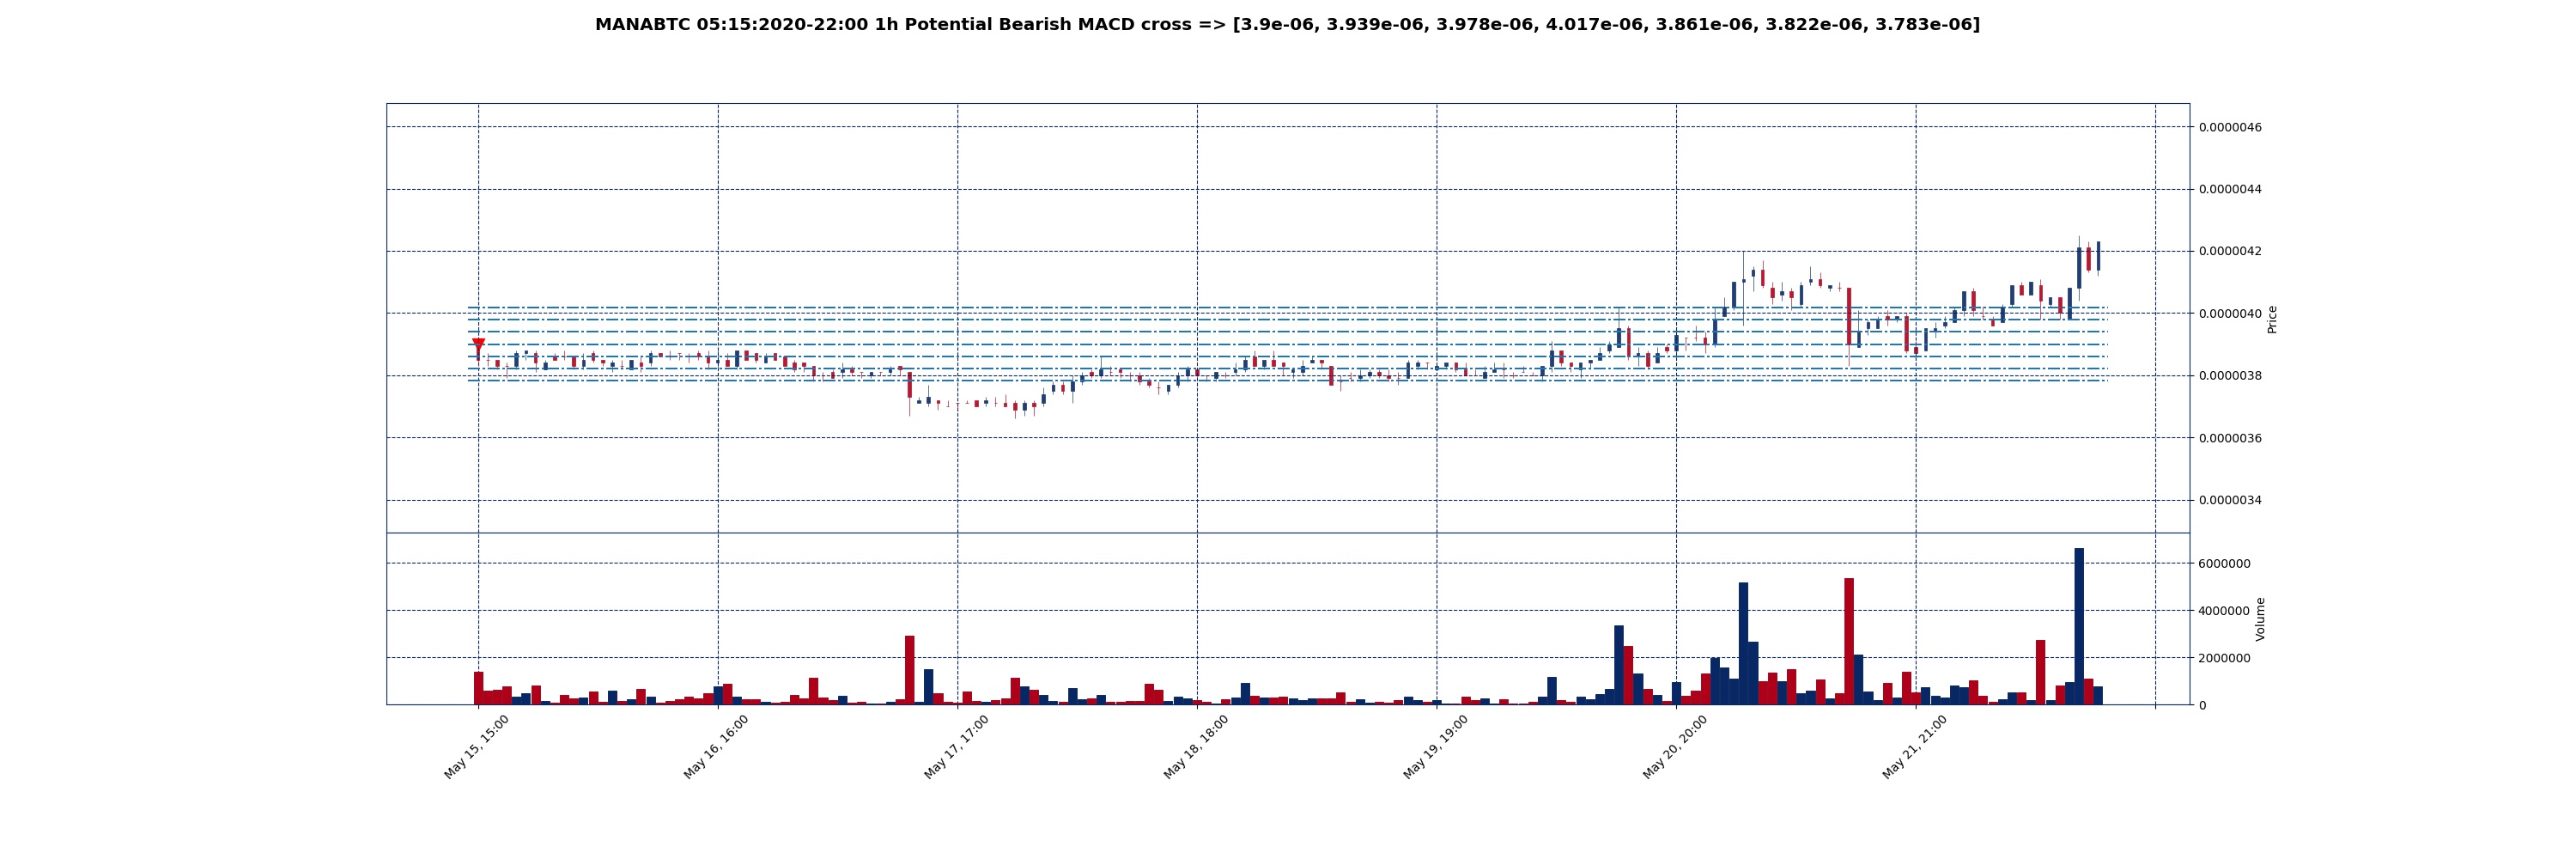 MANABTC 05:15:2020-22:00 1h Potential Bearish MACD cross => [3.9e-06, 3.939e-06, 3.978e-06, 4.017e-06, 3.861e-06, 3.822e-06, 3.783e-06]
0.0000046
0.0000044
0.0000042
0.0000040
0.0000038
0.0000036
0.0000034
Price
6000000
4000000
2000000
0
Volume
May 15, 15:00
May 16, 16:00
May 17, 17:00
May 18, 18:00
May 19, 19:00
May 20, 20:00
May 21, 21:00